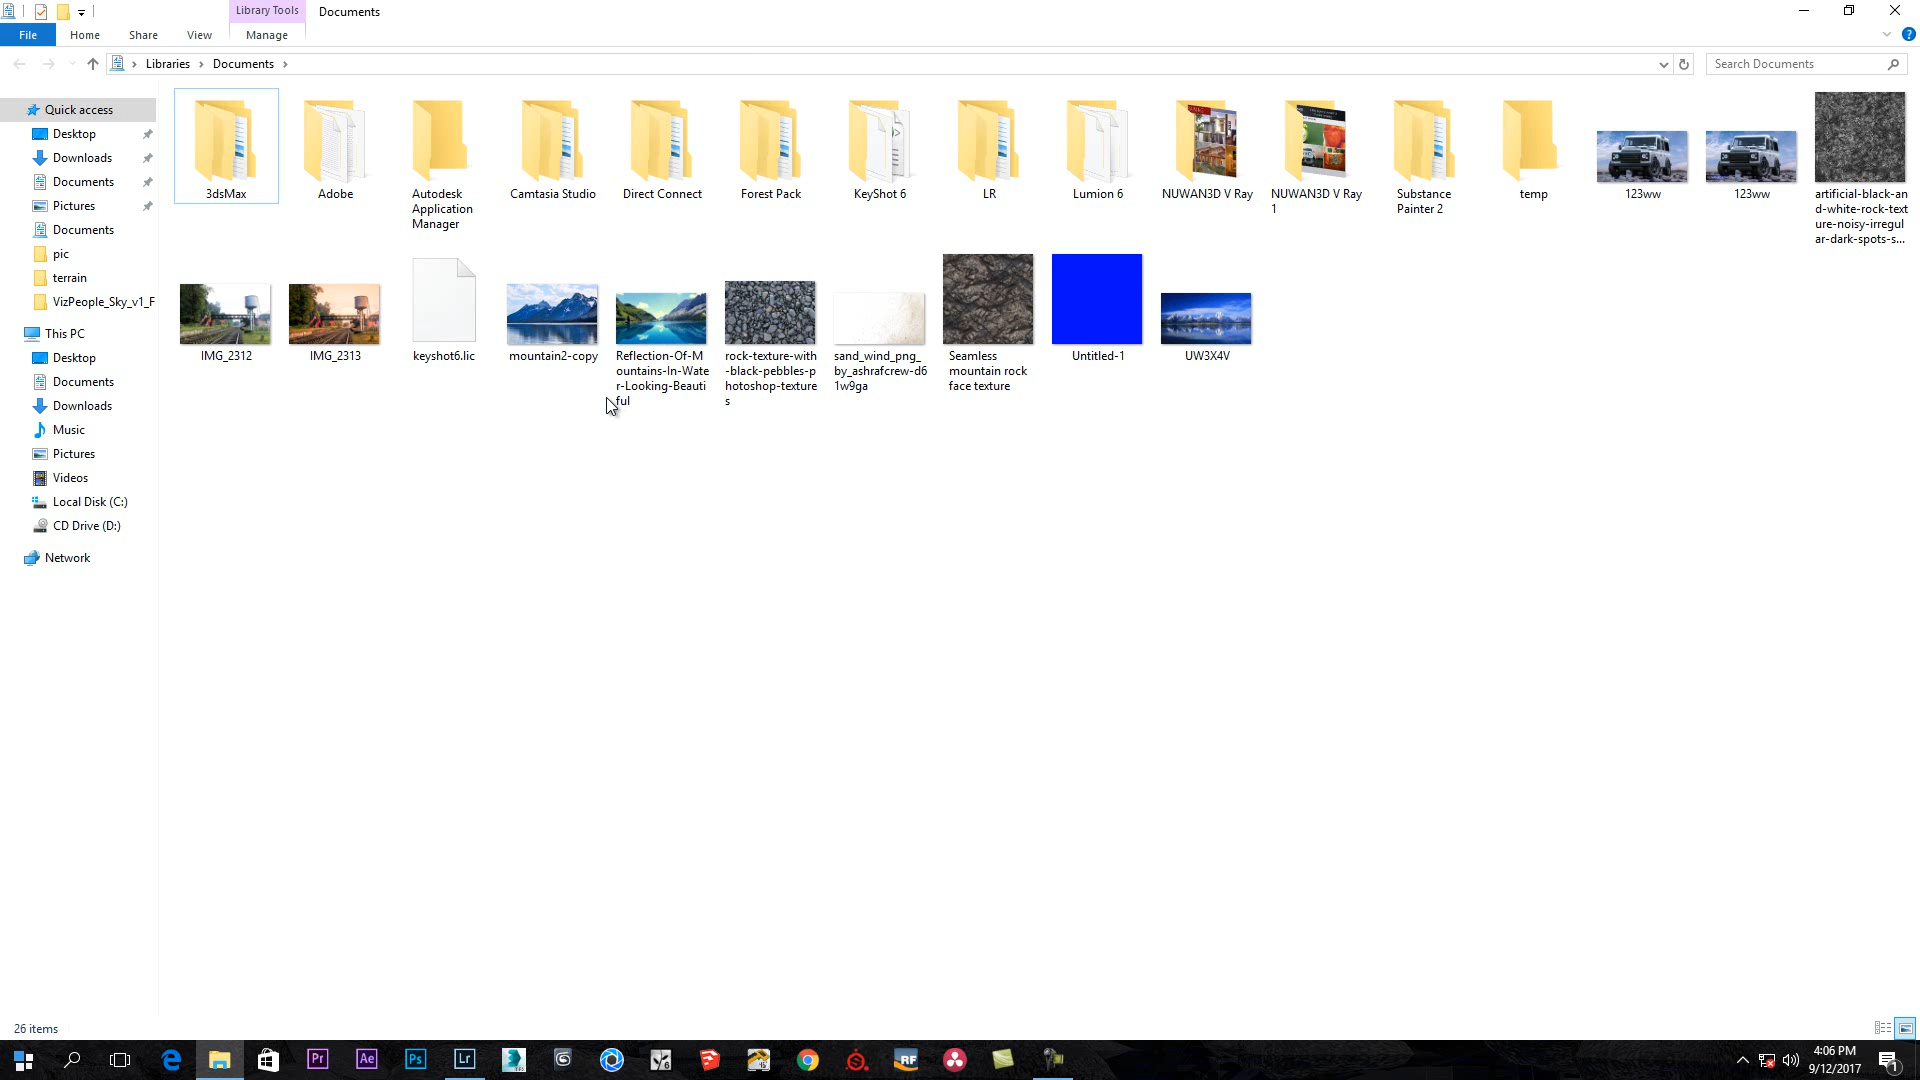 Library Tools
Documents
File
Home
Share
View
Manage
Libraries
Documents
Search Documents
Quick access
Desktop
Downloads
Documents
Pictures
Documents
pic
terrain
VizPeople_Sky_v1_F
This PC
Desktop
Documents
Downloads
Music
Pictures
Videos
Local Disk (C:)
CD Drive (D:)
Network
3dsMax
Adobe
Autodesk
Application
Manager
Camtasia Studio
Direct Connect
Forest Pack
KeyShot 6
LR
Lumion 6
NUWAN3D V Ray
NUWAN3D V Ray
1
Substance
Painter 2
temp
123ww
123ww
artificial-black-an
d-white-rock-text
ure-noisy-irregul
ar-dark-spots-s...
IMG_2312
IMG_2313
keyshot6.lic
mountain2-copy
Reflection-Of-M
ountains-In-Wate
r-Looking-Beauti
ful
rock-texture-with
-black-pebbles-p
hotoshop-texture
s
sand_wind_png_
by_ashrafcrew-d6
1w9ga
Seamless
mountain rock
face texture
Untitled-1
UW3X4V
26 items
Pr
Ae
Ps
Lr
RF
4:06 PM
9/12/2017
1